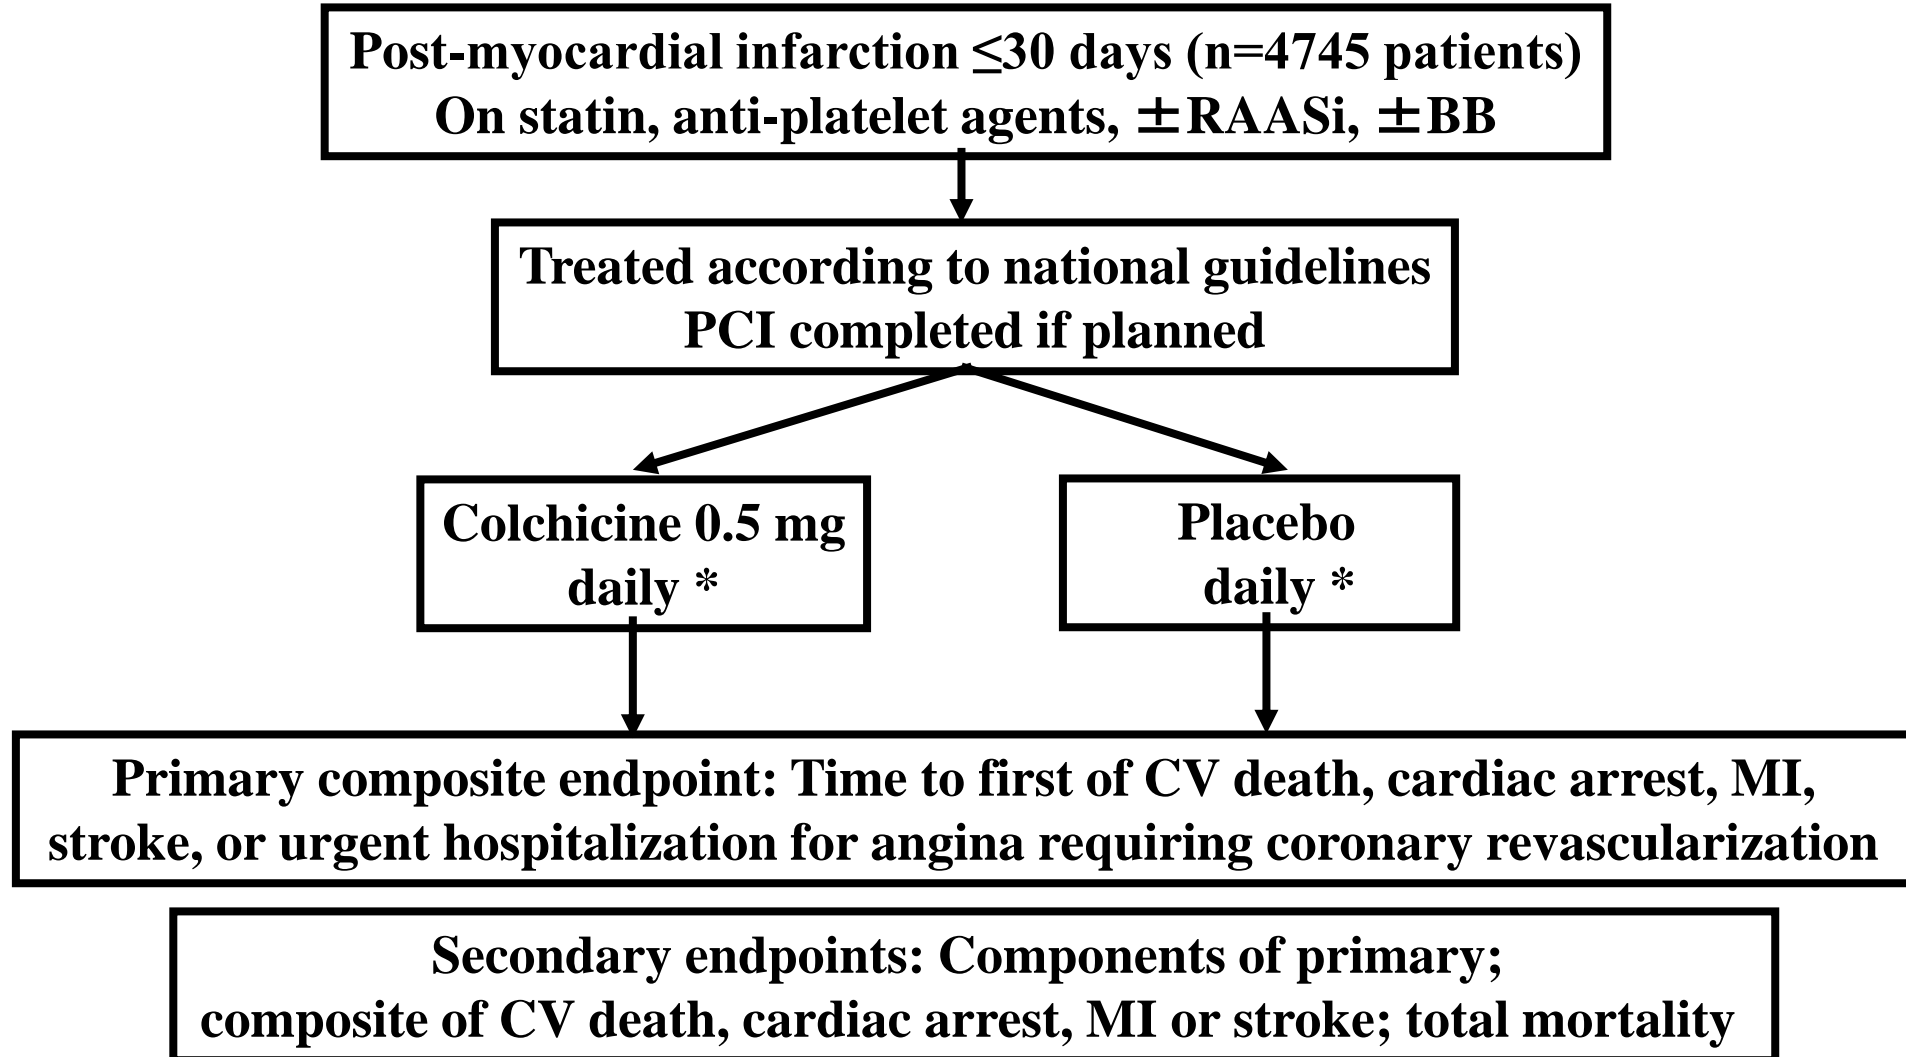 Post-myocardial infarction ≤30 days (n=4745 patients)
On statin, anti-platelet agents, ±RAASi, ±BB
Treated according to national guidelines
PCI completed if planned
Colchicine 0.5 mg
daily *
Placebo
daily *
Primary composite endpoint: Time to first of CV death, cardiac arrest, MI,
stroke, or urgent hospitalization for angina requiring coronary revascularization
Secondary endpoints: Components of primary;
composite of CV death, cardiac arrest, MI or stroke; total mortality